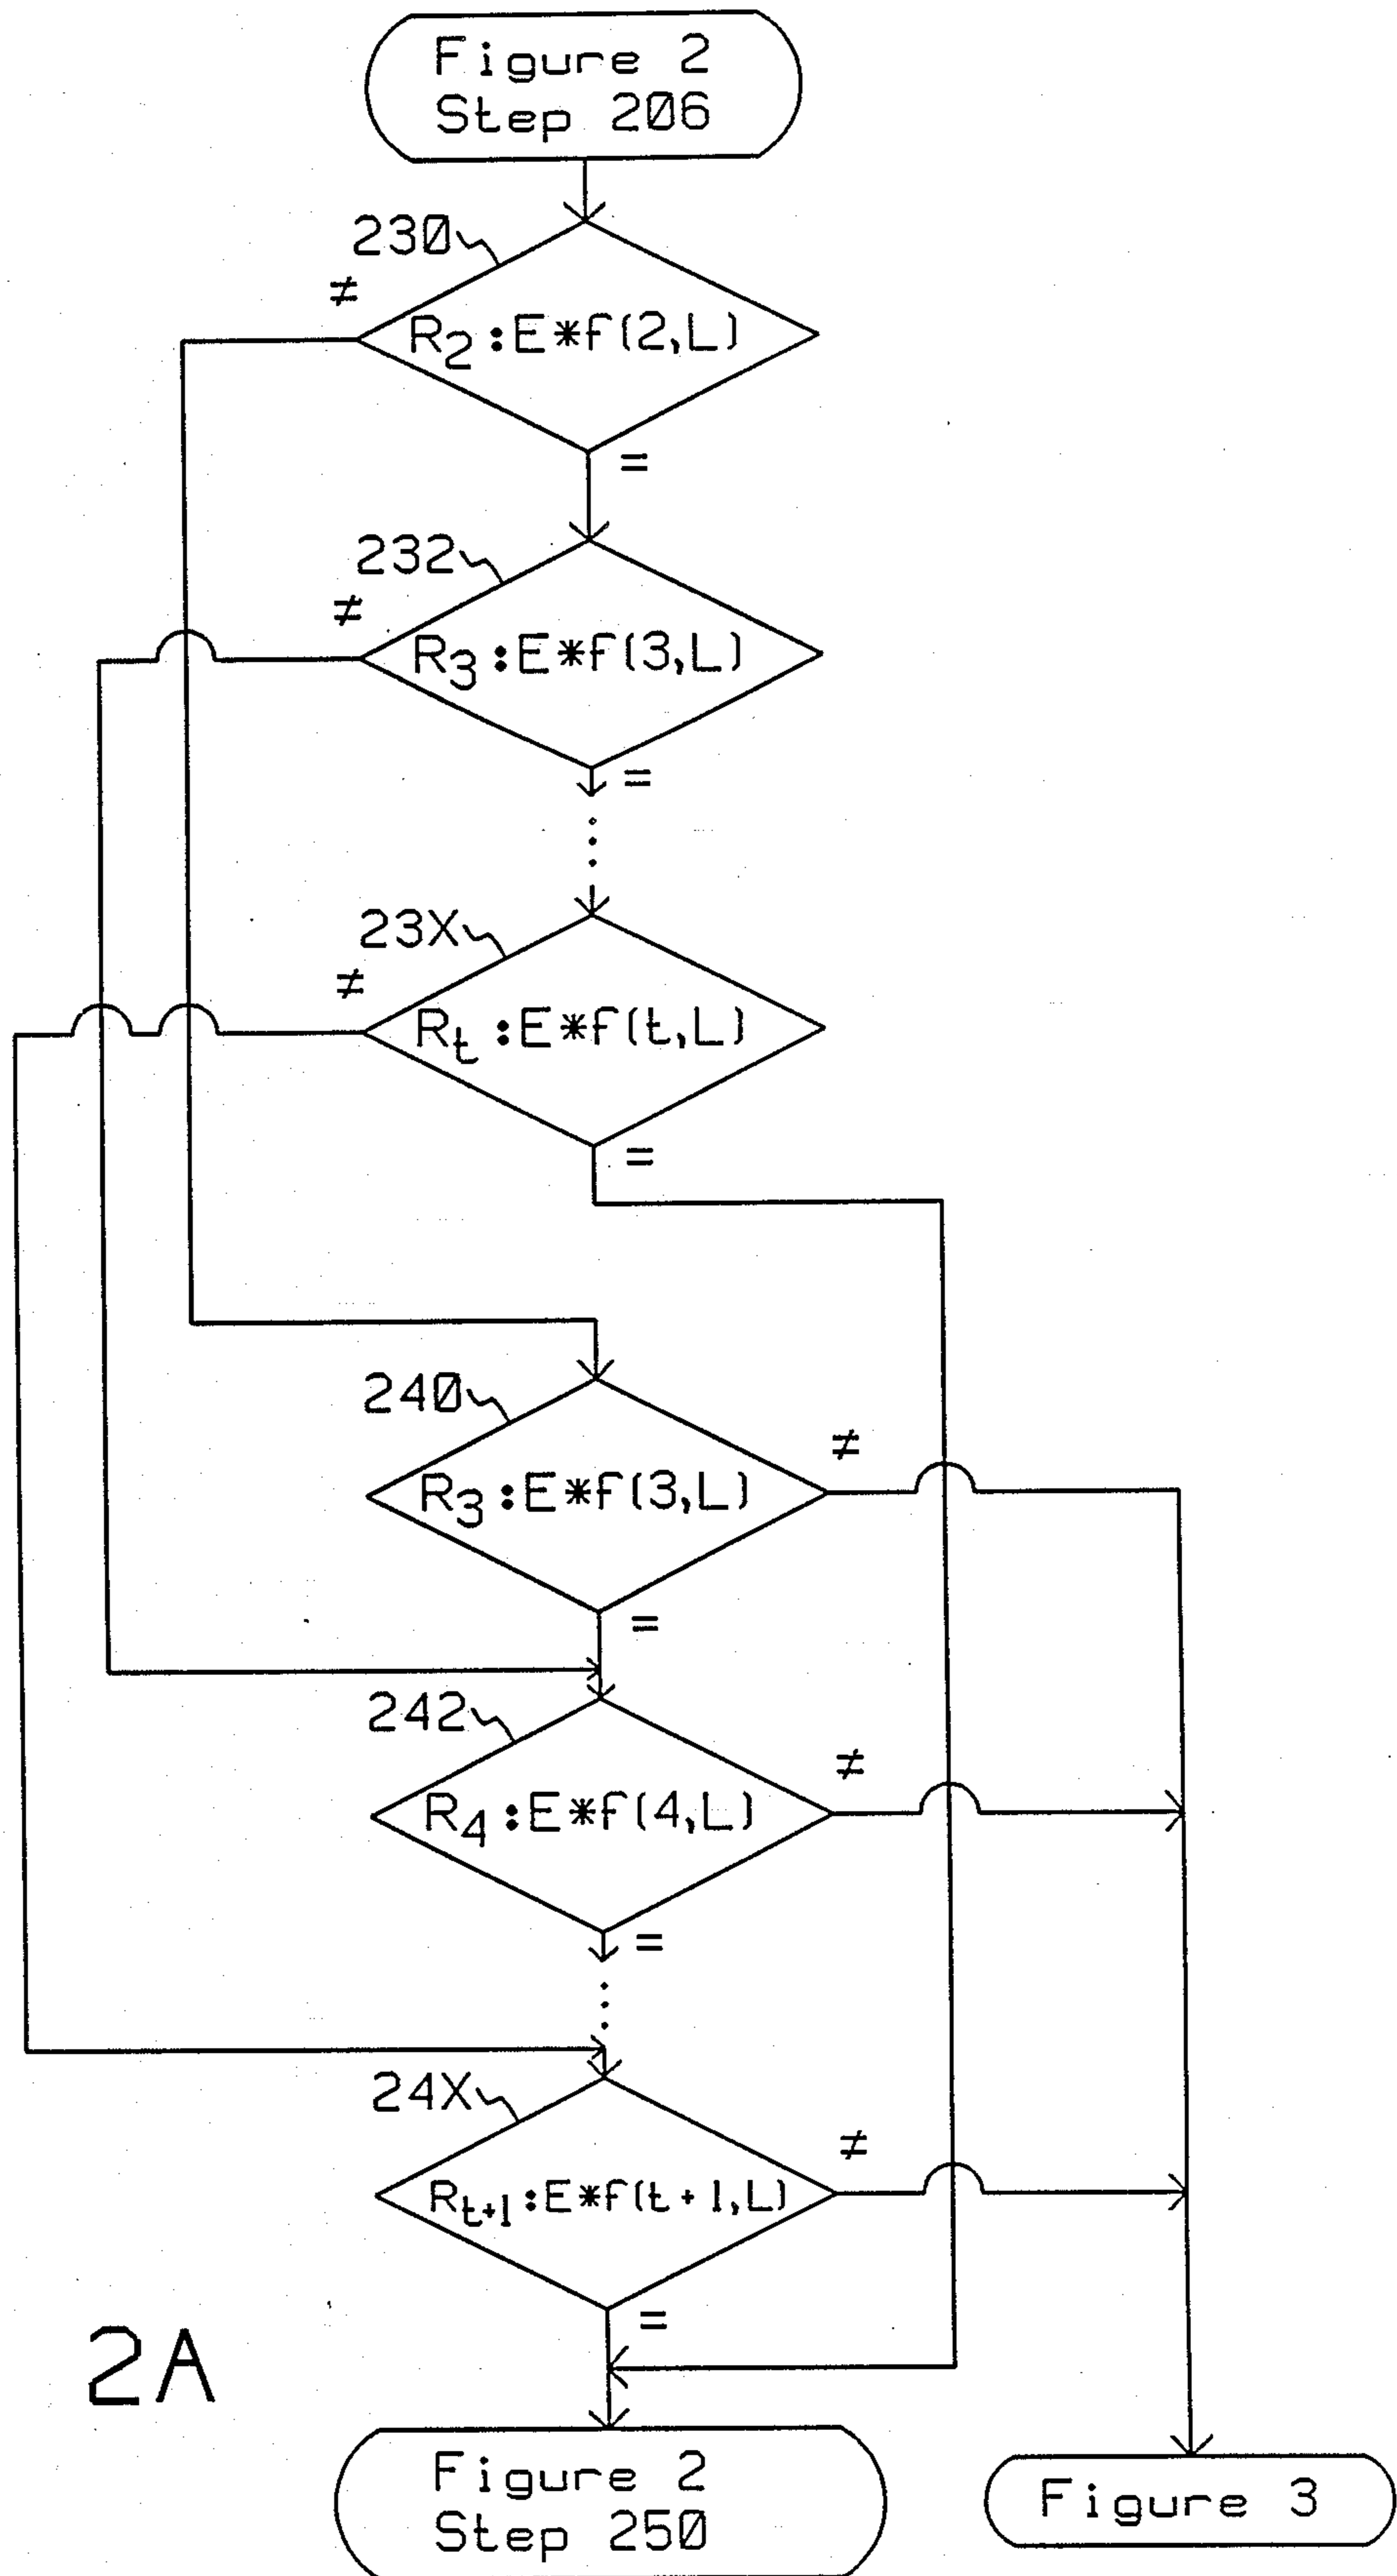 Figure 2
Step 206
230
≠
R2:E*f(2,L)
=
232
≠
R3:E*f(3,L)
=
23X
≠
Rt:E*f(t,L)
=
240
≠
R3:E*f(3,L)
=
242
≠
R4:E*f(4,L)
=
24X
≠
Rt+1:E*f(t+1,L)
=
2A
Figure 2
Step 250
Figure 3